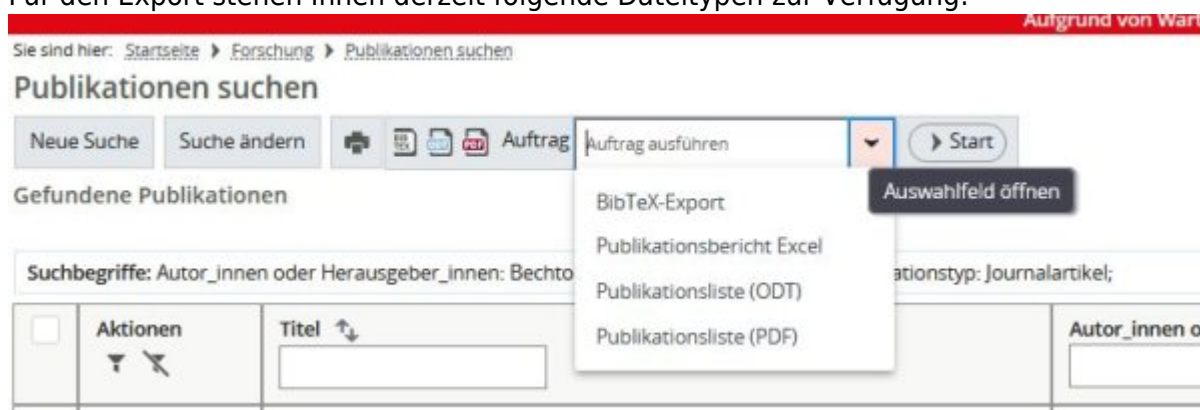 Für den Export stehen Ihnen derzeit folgende Dateitypen zur Verfügung:
Aufgrund von Wart
Sie sind hier: Startseite Forschung Publikationen suchen
Publikationen suchen
Neue Suche Suche ändern Auftrag Auftrag ausführen Start
Auswahlfeld öffnen
Gefundene Publikationen
BibTeX-Export
Publikationsbericht Excel
Publikationsliste (ODT)
Publikationsliste (PDF)
Suchbegriffe: Autor_innen oder Herausgeber_innen: Bechto ationstyp: Journalartikel;
Aktionen Titel Autor_innen o